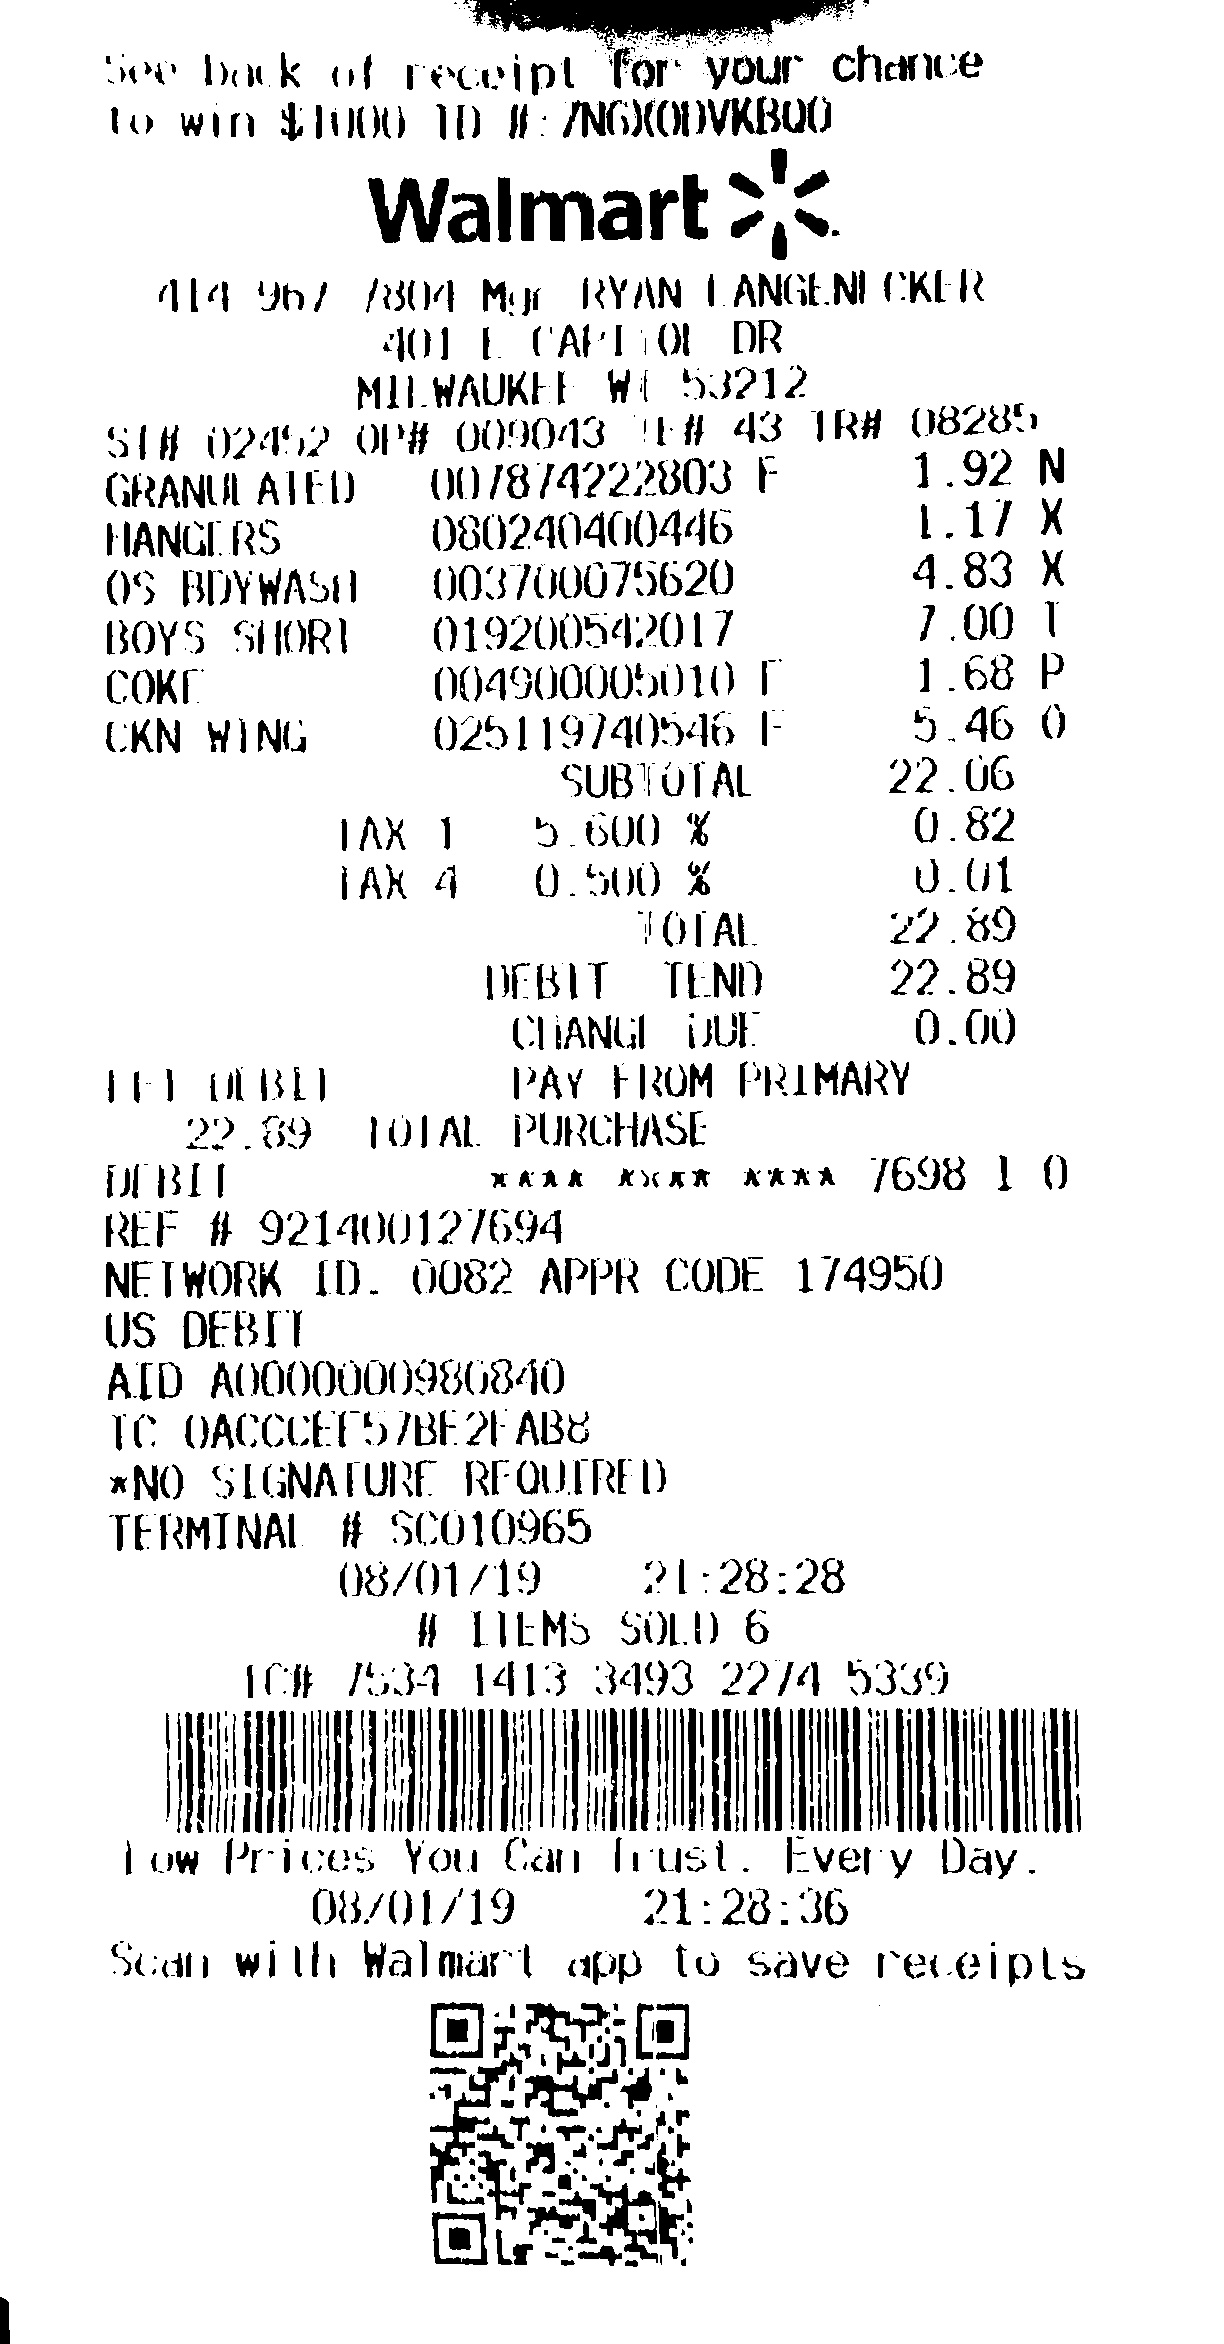 See back of receipt for your chance
to win $1000 ID #:
Walmart
414 967 7804 Mgr RYAN LANGENECKER
401 E CAPITOL DR
MILWAUKEE WI 53212
ST# 02452 OP# 009043 TE# 43 TR# 08285
GRANULATED 007874222803 F 1.92 N
HANGERS 080240400446 1.17 X
OS BDYWASH 003700075620 4.83 X
BOYS SHORT 019200542017 7.00 T
COKE 004900005010 F 1.68 P
CKN WING 025119740546 F 5.46 O
SUBTOTAL 22.06
TAX 1 5.600 % 0.82
TAX 4 0.500 % 0.01
TOTAL 22.89
DEBIT TEND 22.89
CHANGE DUE 0.00
EFT DEBIT PAY FROM PRIMARY
22.89 TOTAL PURCHASE
DEBIT **** **** **** 7698 I 0
REF # 921400127694
NETWORK ID. 0082 APPR CODE 174950
US DEBIT
AID A0000000980840
TC 0ACCCEF57BE2FAB8
*NO SIGNATURE REQUIRED
TERMINAL # SC010965
08/01/19 21:28:28
# ITEMS SOLD 6
TC# 7534 1413 3493 2274 5339
Low Prices You Can Trust. Every Day.
08/01/19 21:28:36
Scan with Walmart app to save receipts